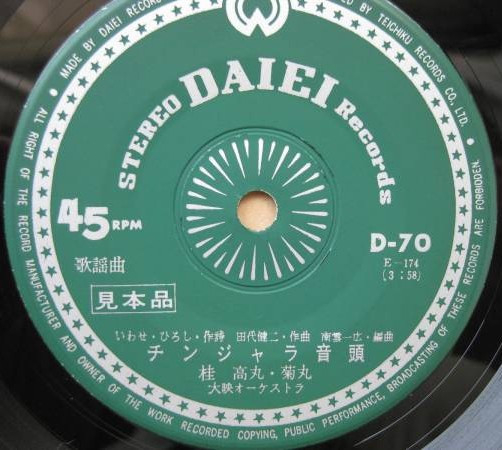 MADE BY DAIEI RECORD
ED BY TEICHIKU RECORDS CO., LTD.
STEREO DAIEI Records
45 RPM
D-70
E-174
(3:58)
歌謡曲
見本品
いわせ・ひろし・作詩 田代健二・作曲 南雲一広・編曲
チンジャラ音頭
桂 高丸・菊丸
大映オーケストラ
ALL RIGHT OF THE RECORD MANUFACTURER AND OWNER OF THE WORK RECORDED COPYING, PUBLIC PERFORMANCE, BROADCASTING OF THESE RECORDS ARE FORBIDDEN.